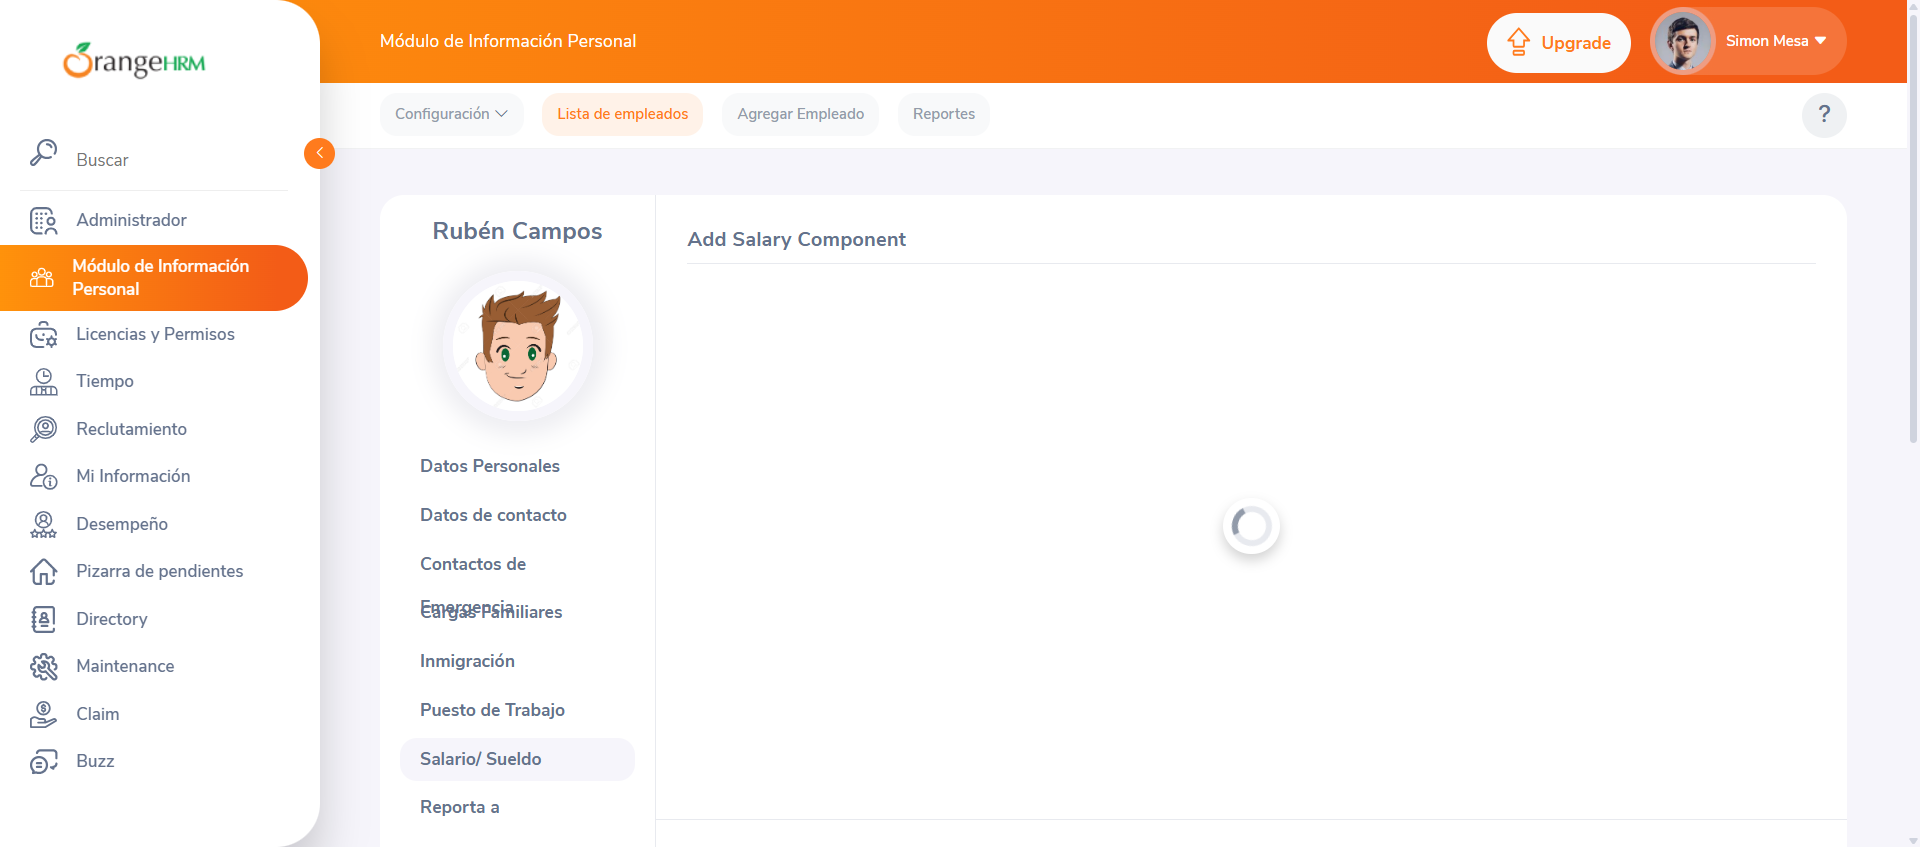 OrangeHRM
Módulo de Información Personal
Upgrade
Simon Mesa
Configuración
Lista de empleados
Agregar Empleado
Reportes
?
Buscar
Administrador
Módulo de Información
Personal
Licencias y Permisos
Tiempo
Reclutamiento
Mi Información
Desempeño
Pizarra de pendientes
Directory
Maintenance
Claim
Buzz
Rubén Campos
Datos Personales
Datos de contacto
Contactos de
Emergencia
Cargas Familiares
Inmigración
Puesto de Trabajo
Salario/ Sueldo
Reporta a
Add Salary Component